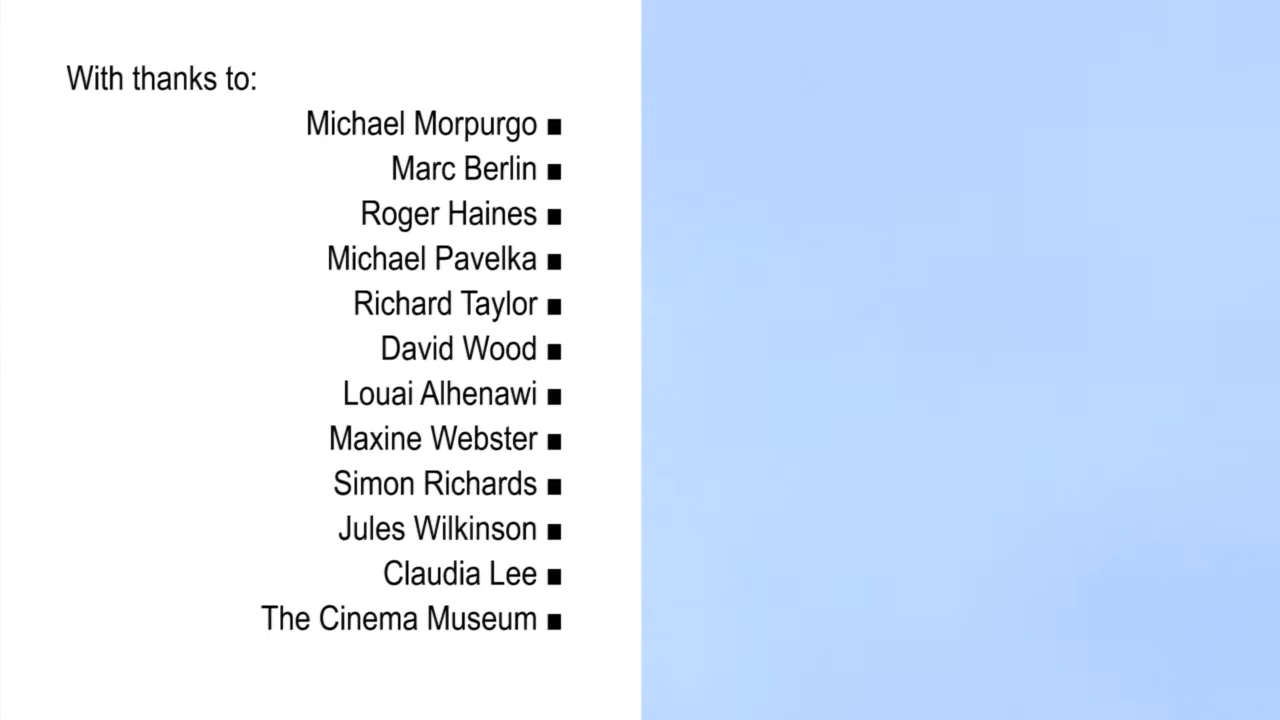 With thanks to:
Michael Morpurgo ■
Marc Berlin ■
Roger Haines ■
Michael Pavelka ■
Richard Taylor ■
David Wood ■
Louai Alhenawi ■
Maxine Webster ■
Simon Richards ■
Jules Wilkinson ■
Claudia Lee ■
The Cinema Museum ■